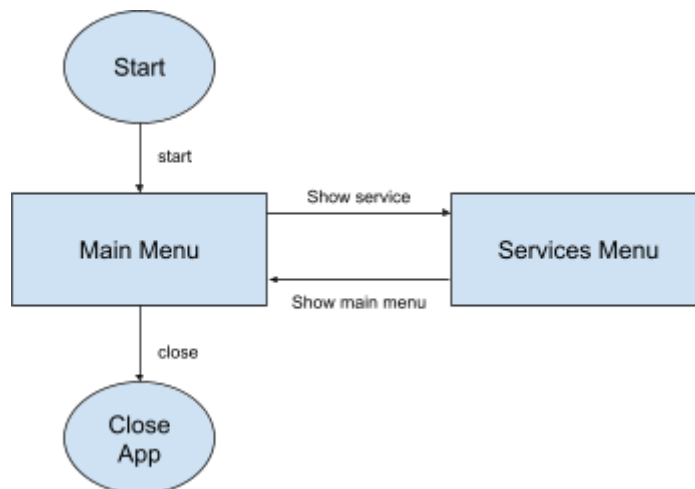 Start
start
Show service
Main Menu
Services Menu
Show main menu
close
Close
App